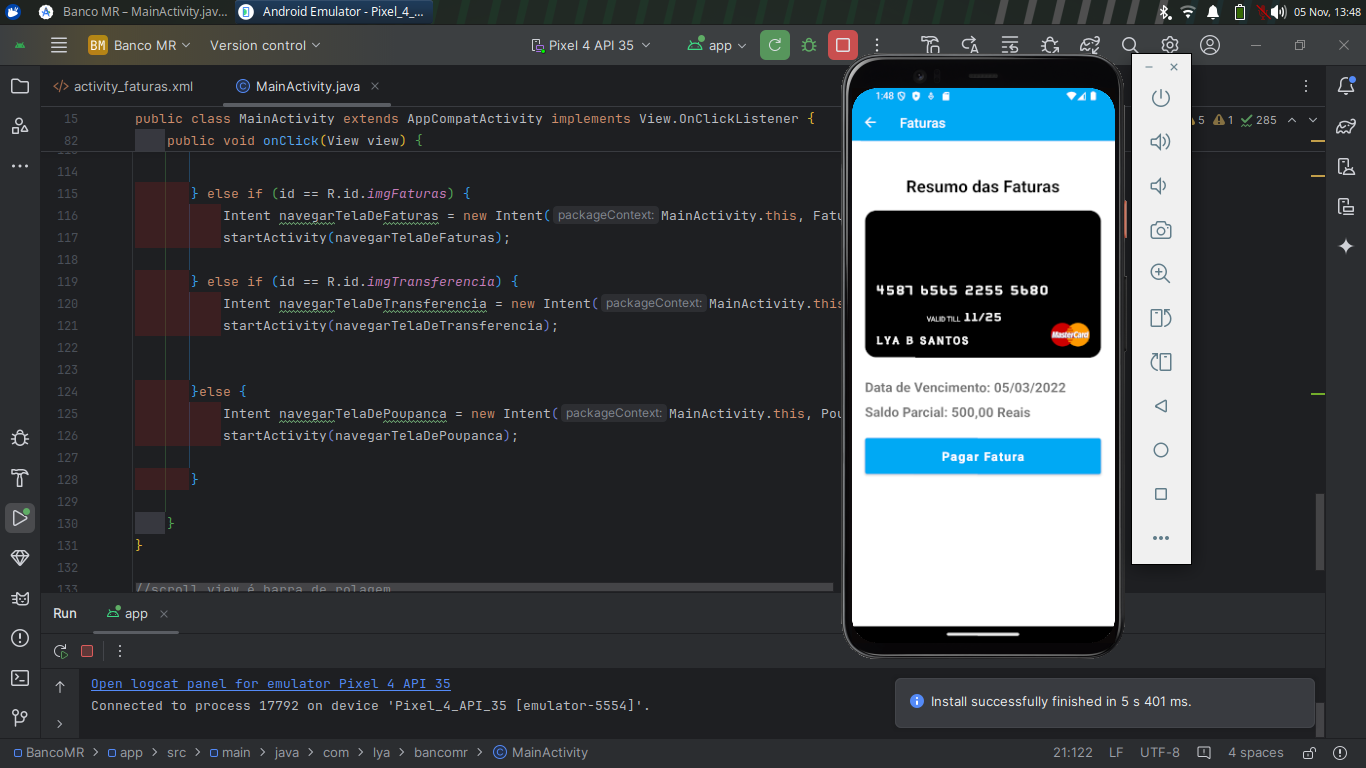 Banco MR – MainActivity.jav...
Android Emulator - Pixel_4_...
05 Nov, 13:48
BM
Banco MR
Version control
Pixel 4 API 35
app
activity_faturas.xml
MainActivity.java
15 public class MainActivity extends AppCompatActivity implements View.OnClickListener {
5 1 285
82 public void onClick(View view) {
114
115 } else if (id == R.id.imgFaturas) {
116 Intent navegarTelaDeFaturas = new Intent( packageContext: MainActivity.this, Fatu
117 startActivity(navegarTelaDeFaturas);
118
119 } else if (id == R.id.imgTransferencia) {
120 Intent navegarTelaDeTransferencia = new Intent( packageContext: MainActivity.this
121 startActivity(navegarTelaDeTransferencia);
122
123
124 }else {
125 Intent navegarTelaDePoupanca = new Intent( packageContext: MainActivity.this, Pou
126 startActivity(navegarTelaDePoupanca);
127
128 }
129
130 }
131 }
132
133 //scroll view é barra de rolagem
1:48
Faturas
Resumo das Faturas
4587 6565 2255 5680
VALID TILL 11/25
LYA B SANTOS
MasterCard
Data de Vencimento: 05/03/2022
Saldo Parcial: 500,00 Reais
Pagar Fatura
Run
app
Open logcat panel for emulator Pixel 4 API 35
Connected to process 17792 on device 'Pixel_4_API_35 [emulator-5554]'.
Install successfully finished in 5 s 401 ms.
BancoMR > app > src > main > java > com > lya > bancomr > MainActivity
21:122 LF UTF-8 4 spaces